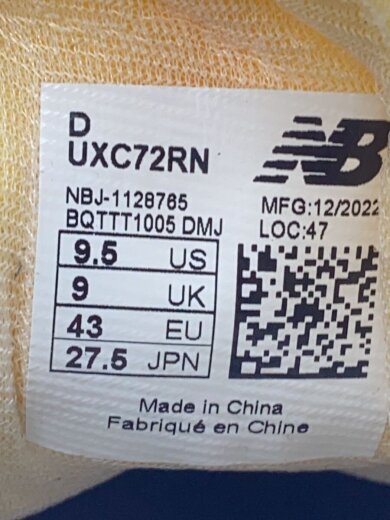 D
UXC72RN
NB
NBJ-1128765
BQTTT1005 DMJ
MFG:12/2022
LOC:47
9.5 US
9 UK
43 EU
27.5 JPN
Made in China
Fabriqué en Chine